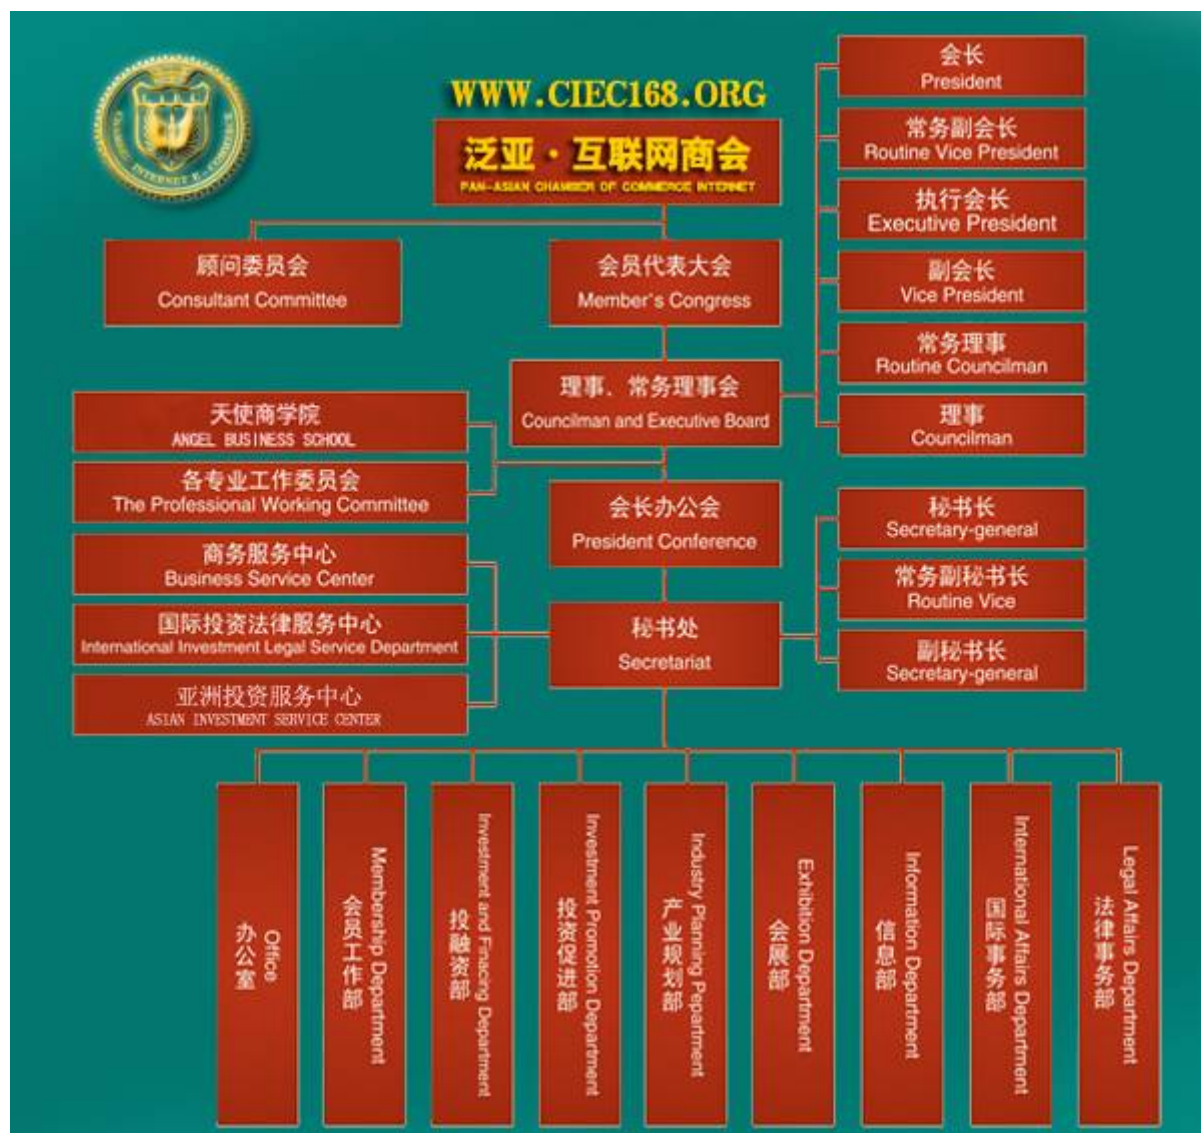 WWW.CIEC168.ORG
泛亚·互联网商会
PAN-ASIAN CHAMBER OF COMMERCE INTERNET
INTERNET E-COMMERCE CHAMBER
顾问委员会
Consultant Committee
会员代表大会
Member's Congress
理事、常务理事会
Councilman and Executive Board
会长
President
常务副会长
Routine Vice President
执行会长
Executive President
副会长
Vice President
常务理事
Routine Councilman
理事
Councilman
天使商学院
ANGEL BUSINESS SCHOOL
各专业工作委员会
The Professional Working Committee
会长办公会
President Conference
商务服务中心
Business Service Center
国际投资法律服务中心
International Investment Legal Service Department
亚洲投资服务中心
ASIAN INVESTMENT SERVICE CENTER
秘书处
Secretariat
秘书长
Secretary-general
常务副秘书长
Routine Vice
副秘书长
Secretary-general
Office
办公室
Membership Department
会员工作部
Investment and Finacing Department
投融资部
Investment Promotion Department
投资促进部
Industry Planning Pepartment
产业规划部
Exhibition Department
会展部
Information Department
信息部
International Affairs Department
国际事务部
Legal Affairs Department
法律事务部